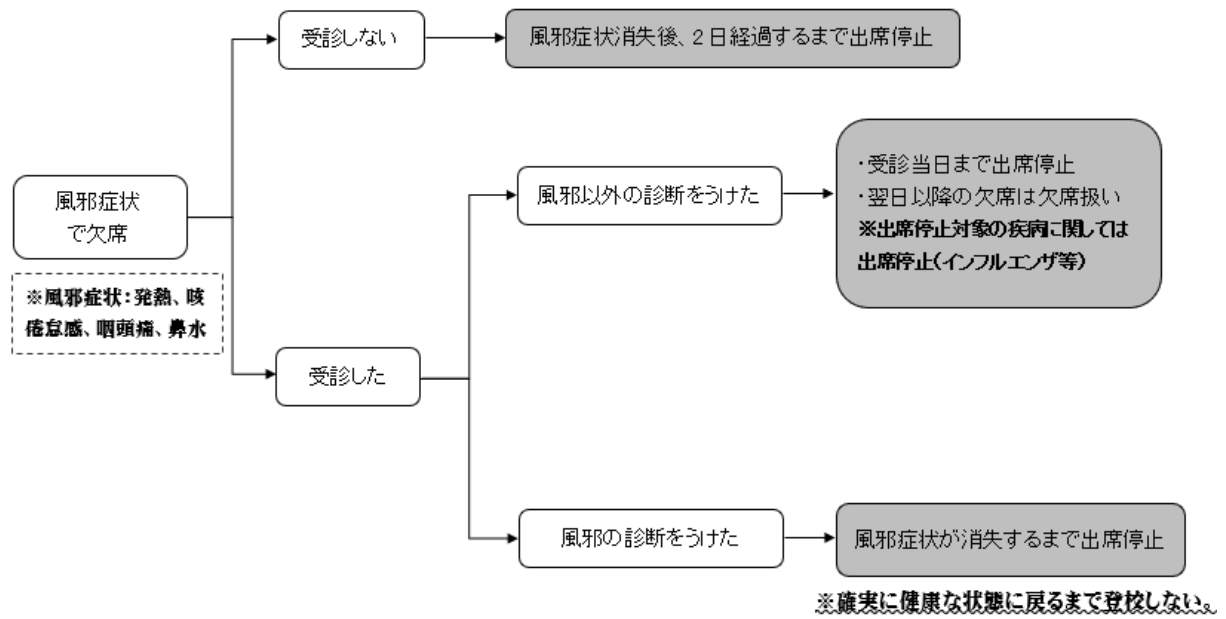 受診しない
風邪症状消失後、2日経過するまで出席停止
風邪症状
で欠席
※風邪症状:発熱、咳
倦怠感、咽頭痛、鼻水
風邪以外の診断をうけた
・受診当日まで出席停止
・翌日以降の欠席は欠席扱い
※出席停止対象の疾病に関しては
出席停止(インフルエンザ等)
受診した
風邪の診断をうけた
風邪症状が消失するまで出席停止
※確実に健康な状態に戻るまで登校しない。